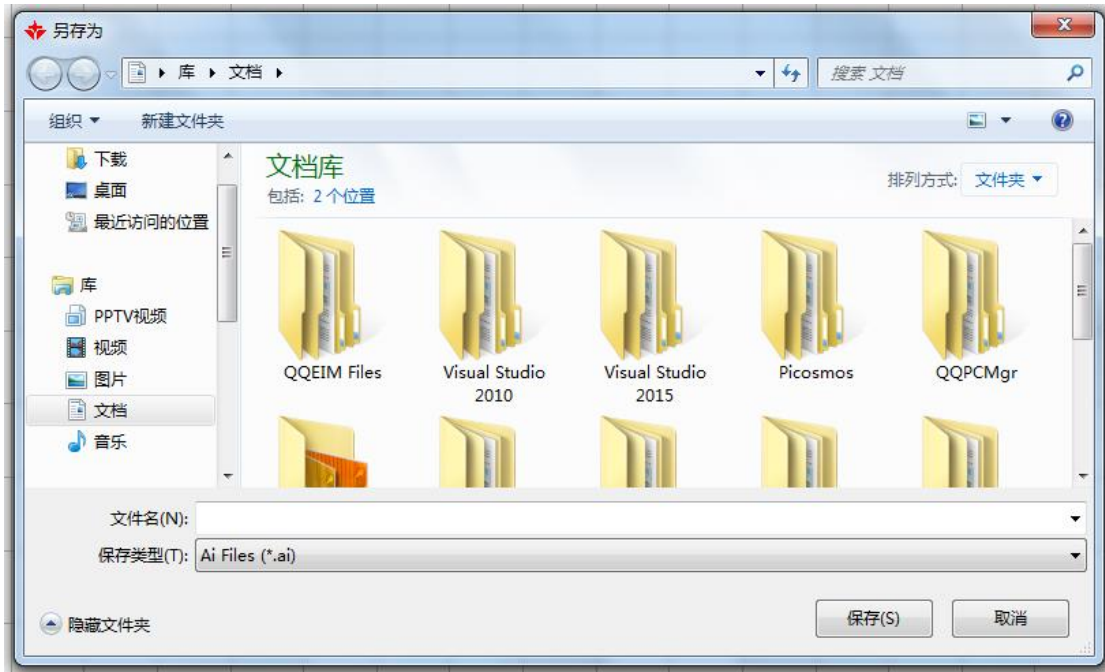 另存为
库 文档
搜索 文档
组织 新建文件夹
下载
桌面
最近访问的位置
库
PPTV视频
视频
图片
文档
音乐
文档库
包括: 2 个位置
排列方式: 文件夹
QQEIM Files
Visual Studio 2010
Visual Studio 2015
Picosmos
QQPCMgr
文件名(N):
保存类型(T): Ai Files (*.ai)
隐藏文件夹
保存(S) 取消